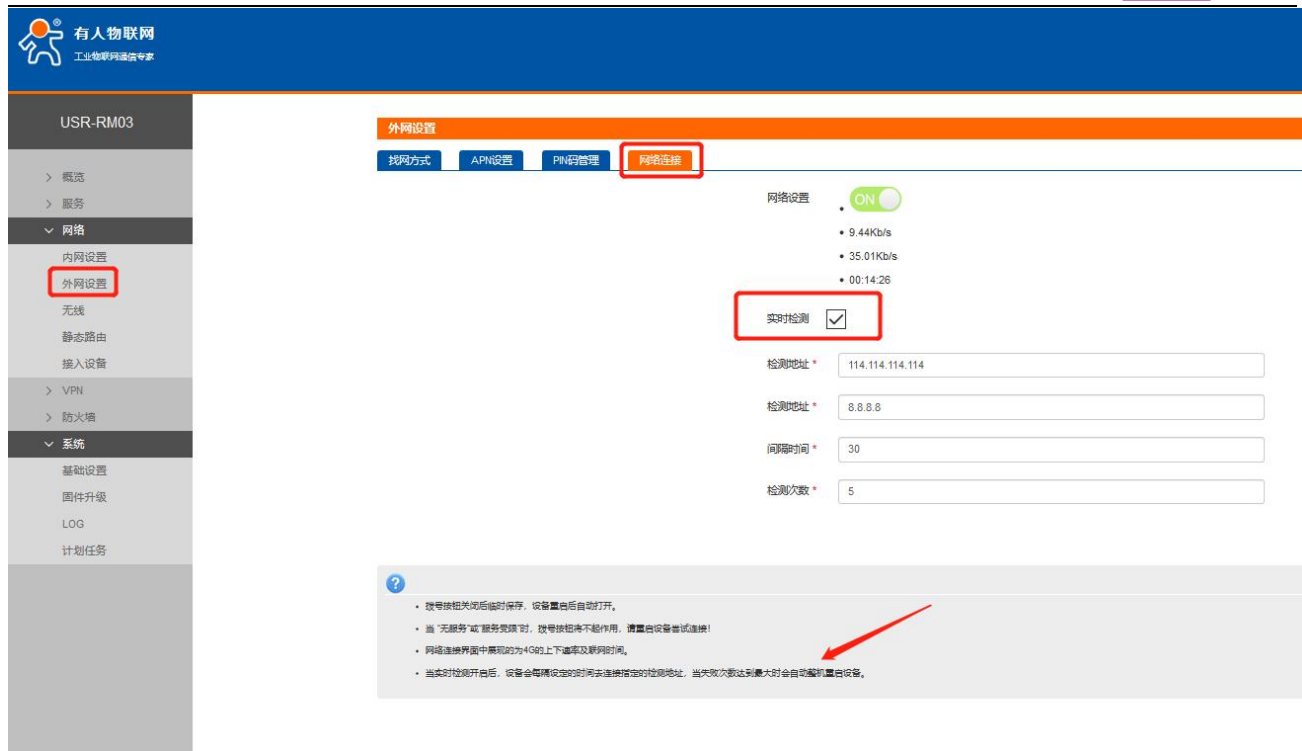 有人物联网
工业物联网通信专家
USR-RM03
外网设置
找网方式 APN设置 PIN码管理 网络连接
> 概览
> 服务
网络
内网设置
外网设置
无线
静态路由
接入设备
> VPN
> 防火墙
系统
基础设置
固件升级
LOG
计划任务
网络设置 ON
• 9.44Kb/s
• 35.01Kb/s
• 00:14:26
实时检测
检测地址 * 114.114.114.114
检测地址 * 8.8.8.8
间隔时间 * 30
检测次数 * 5
?
• 拨号按钮关闭后临时保存，设备重启后自动打开。
• 当 "无服务"或"服务受限"时，拨号按钮将不起作用，请重启设备尝试连接！
• 网络连接界面中展现的为4G的上下速率及联网时间。
• 当实时检测开启后，设备会每隔设定的时间去连接指定的检测地址，当失败次数达到最大时会自动整机重启设备。